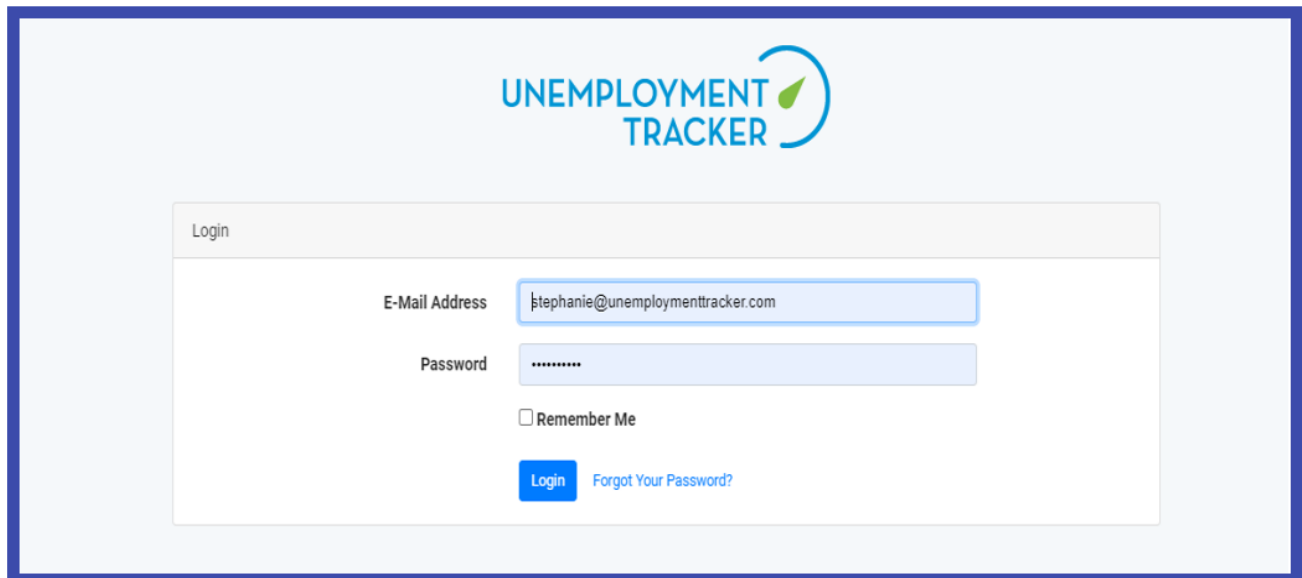 UNEMPLOYMENT
TRACKER
Login
E-Mail Address stephanie@unemploymenttracker.com
Password ••••••••••
Remember Me
Login Forgot Your Password?